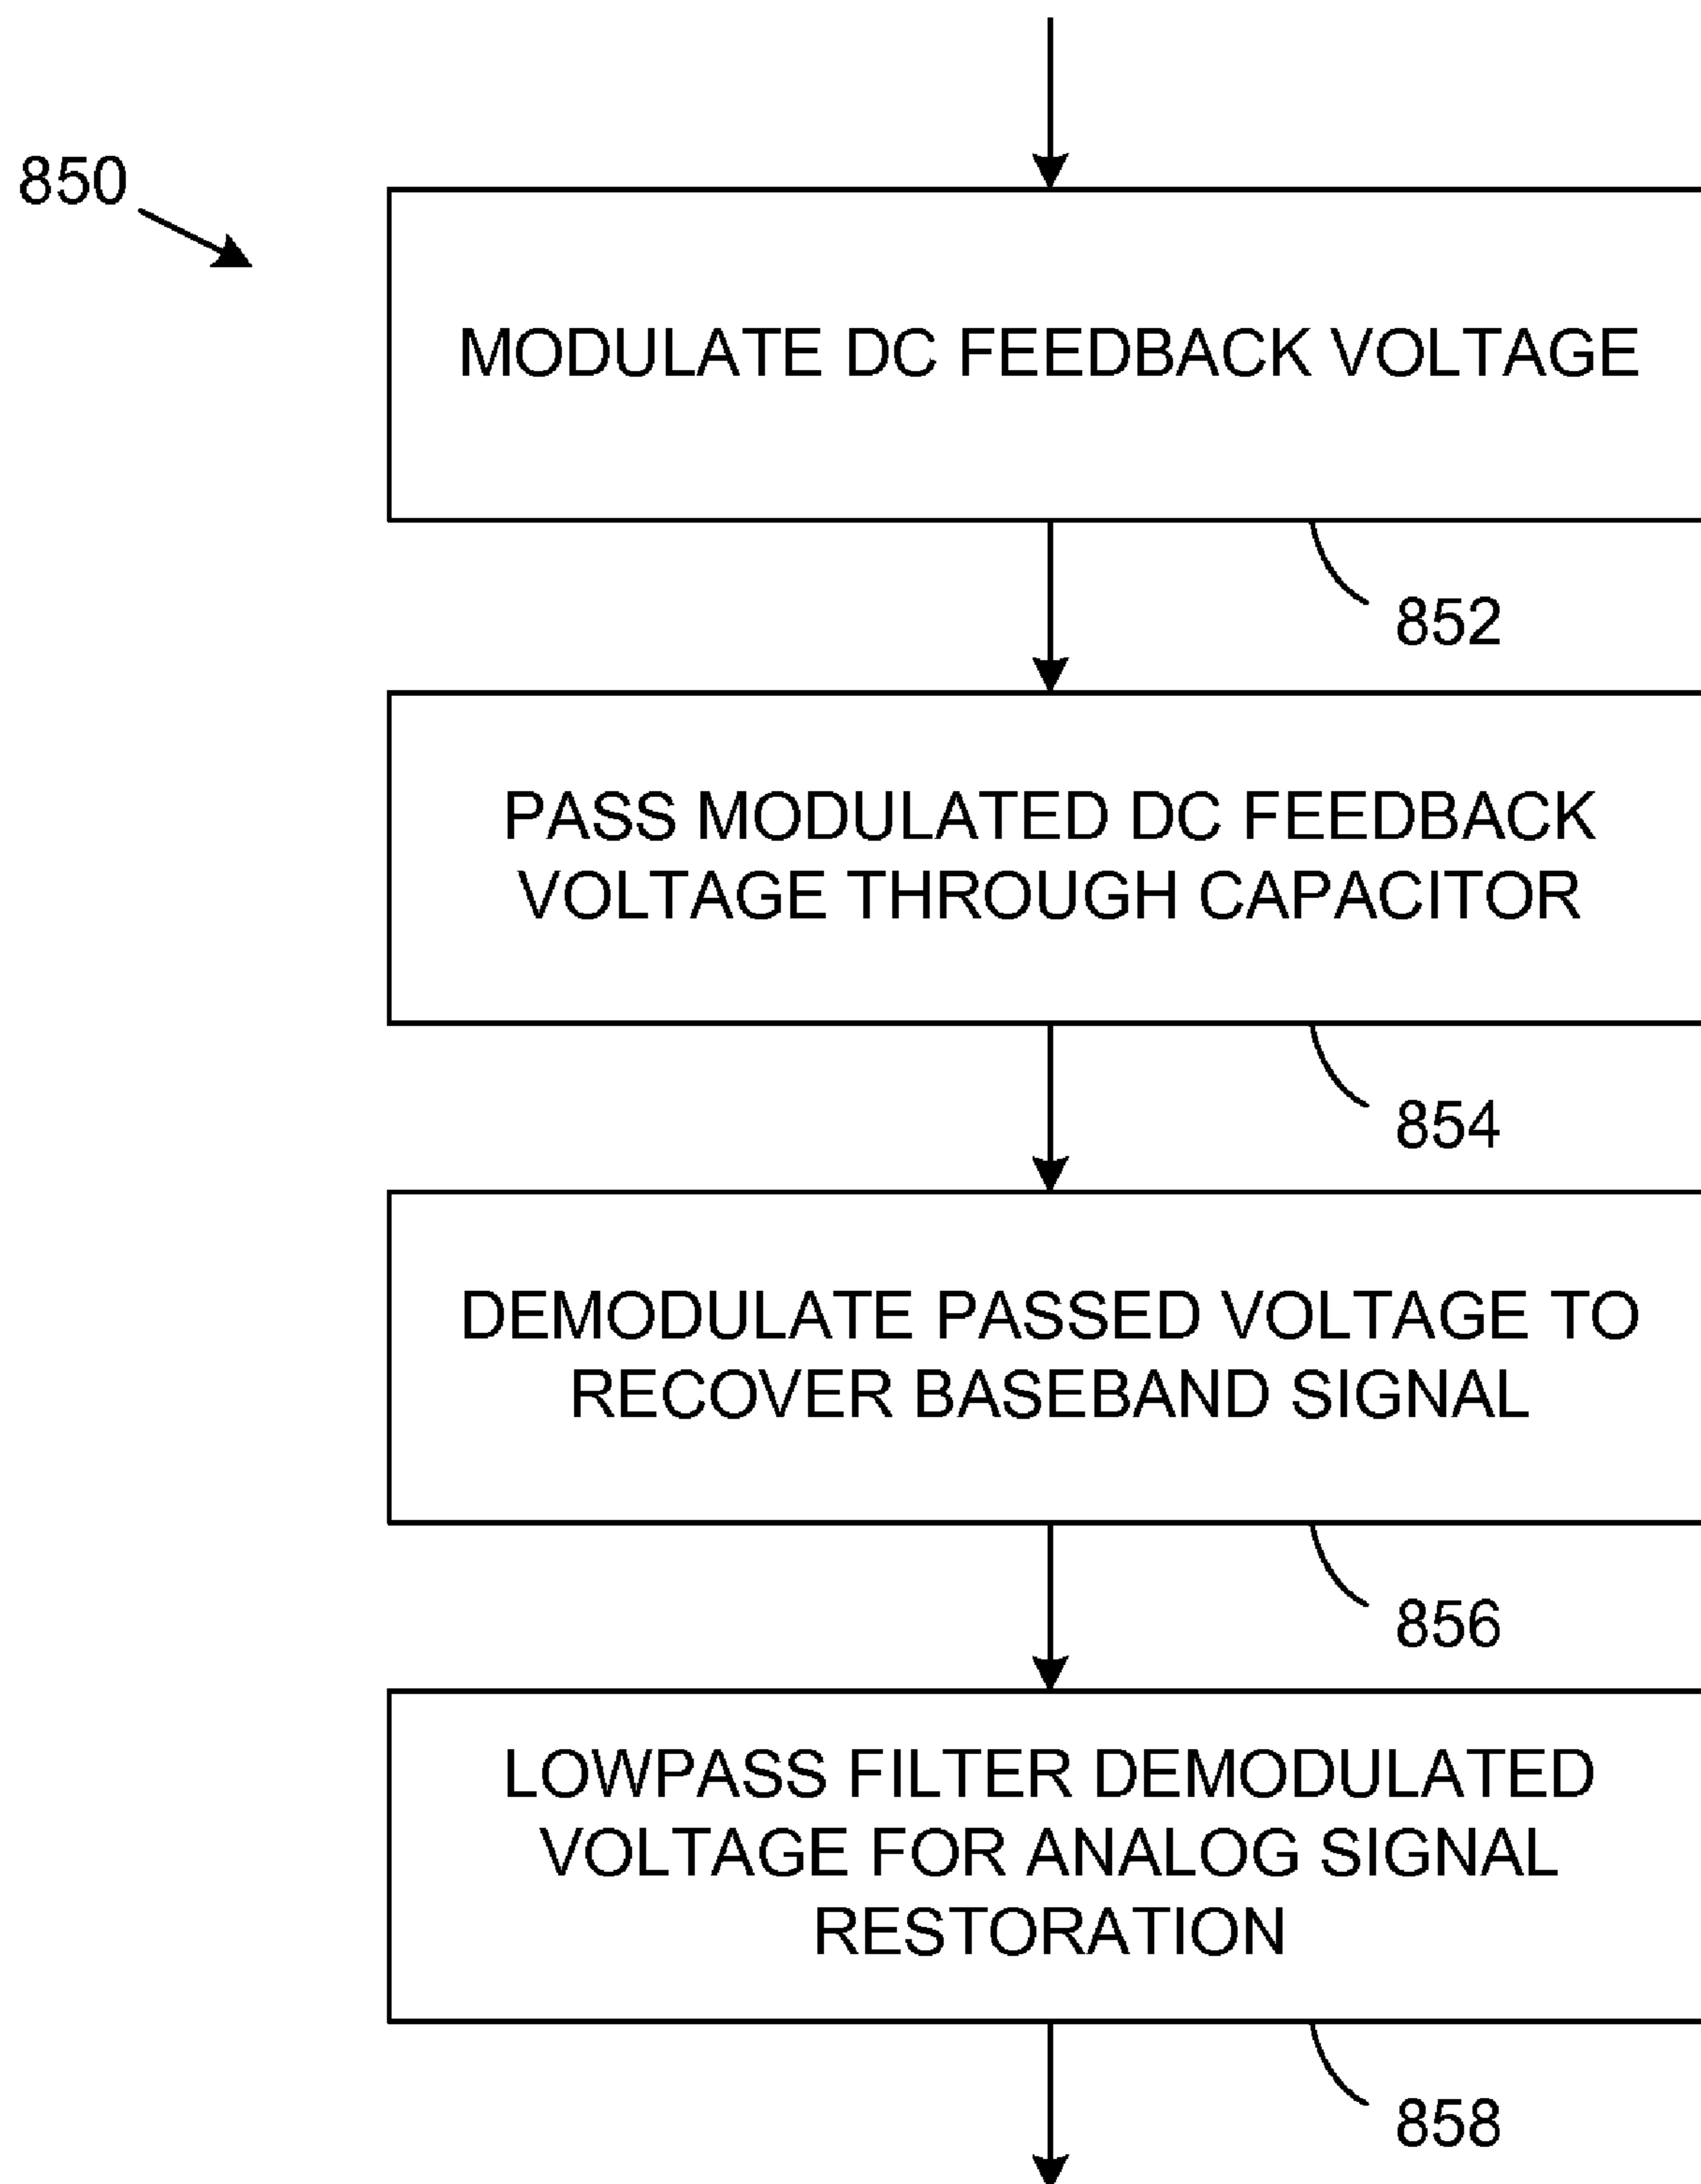 850
MODULATE DC FEEDBACK VOLTAGE
852
PASS MODULATED DC FEEDBACK
VOLTAGE THROUGH CAPACITOR
854
DEMODULATE PASSED VOLTAGE TO
RECOVER BASEBAND SIGNAL
856
LOWPASS FILTER DEMODULATED
VOLTAGE FOR ANALOG SIGNAL
RESTORATION
858